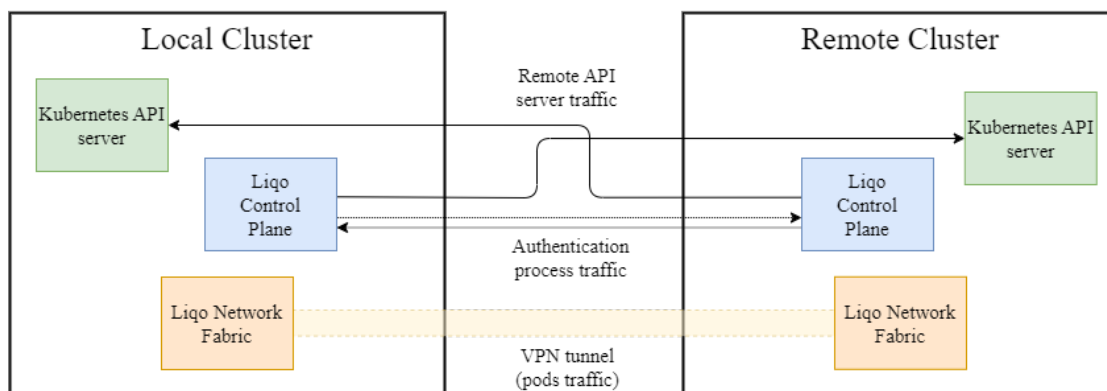 Local Cluster
Remote Cluster
Remote API
server traffic
Kubernetes API
server
Kubernetes API
server
Liqo
Control
Plane
Liqo
Control
Plane
Authentication
process traffic
Liqo Network
Fabric
Liqo Network
Fabric
VPN tunnel
(pods traffic)